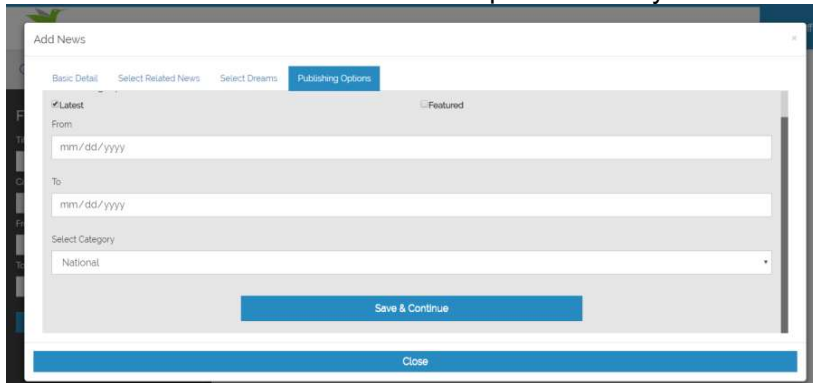 Add News
×
Basic Detail Select Related News Select Dreams Publishing Options
Latest Featured
From
mm/dd/yyyy
To
mm/dd/yyyy
Select Category
National
Save & Continue
Close